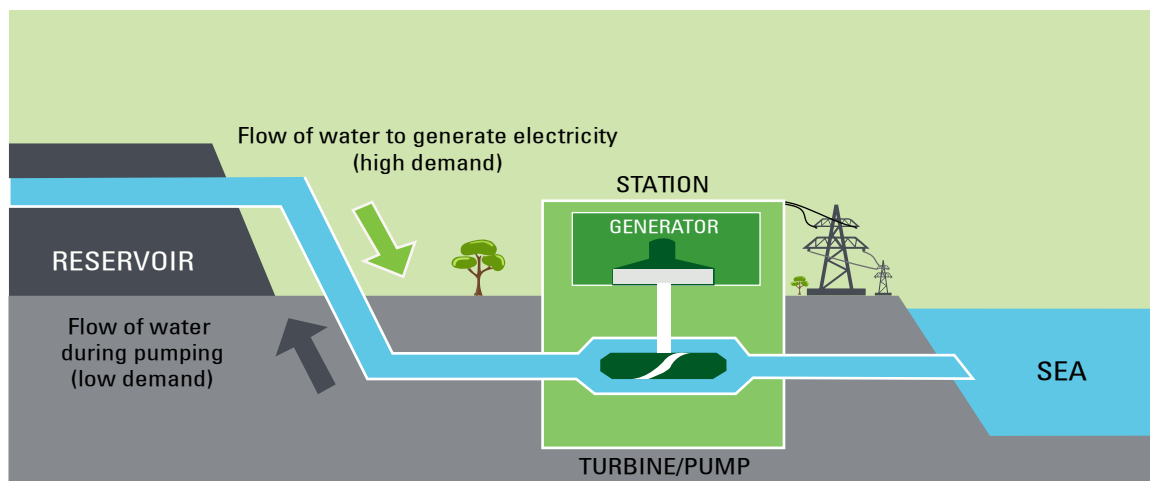 Flow of water to generate electricity
(high demand)
STATION
GENERATOR
RESERVOIR
Flow of water
during pumping
(low demand)
SEA
TURBINE/PUMP